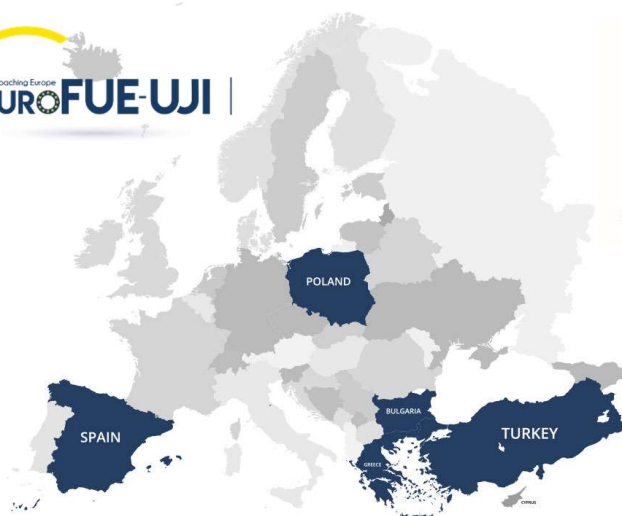 oaching Europe
UROFUE-UJI
POLAND
SPAIN
BULGARIA
TURKEY
GREECE
CYPRUS